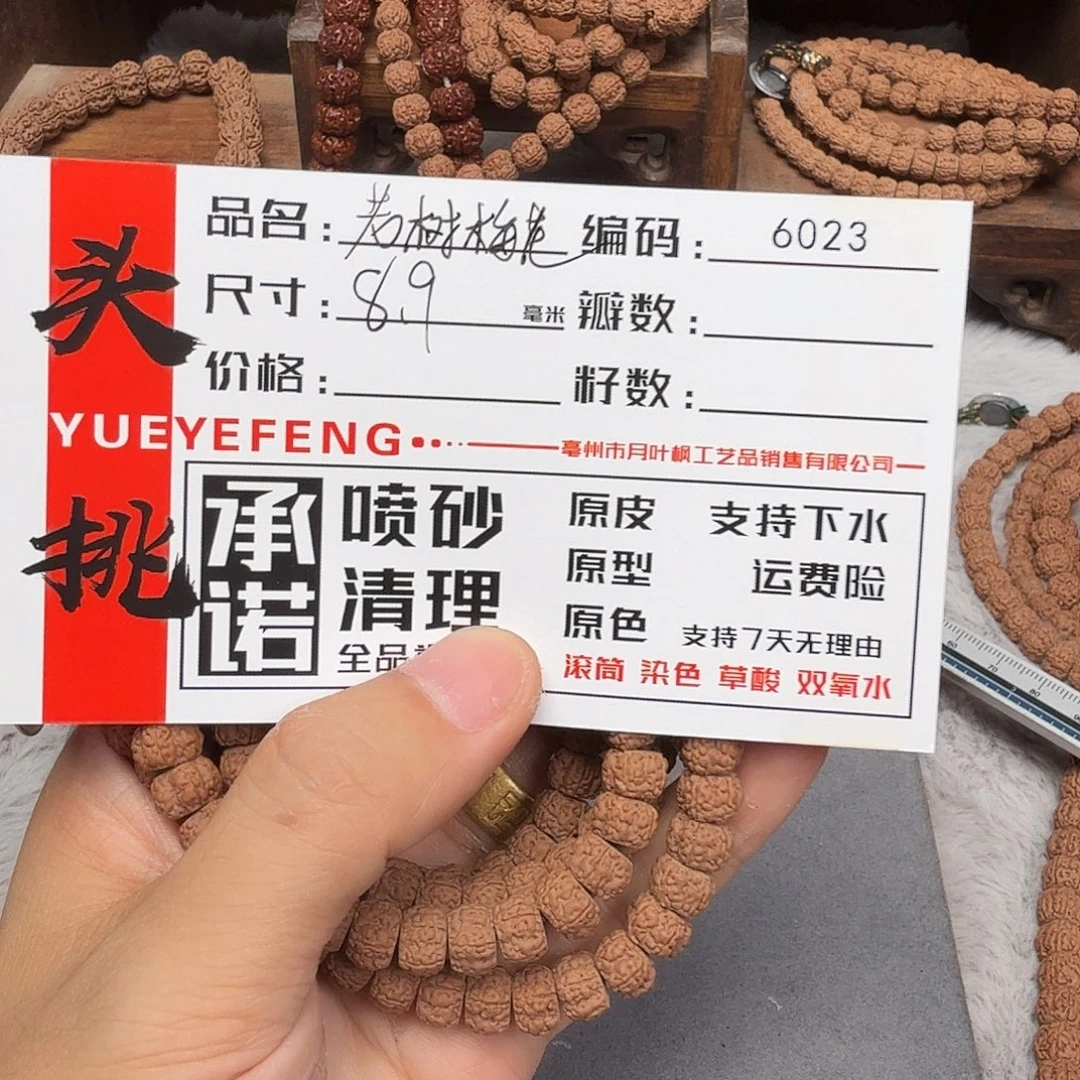 头挑
品名：老树梅花 编码：6023
尺寸：8.9 毫米 瓣数：
价格： 籽数：
YUEYEFENG 亳州市月叶枫工艺品销售有限公司
承诺
喷砂
清理
全品
原皮 支持下水
原型 运费险
原色 支持7天无理由
滚筒 染色 草酸 双氧水